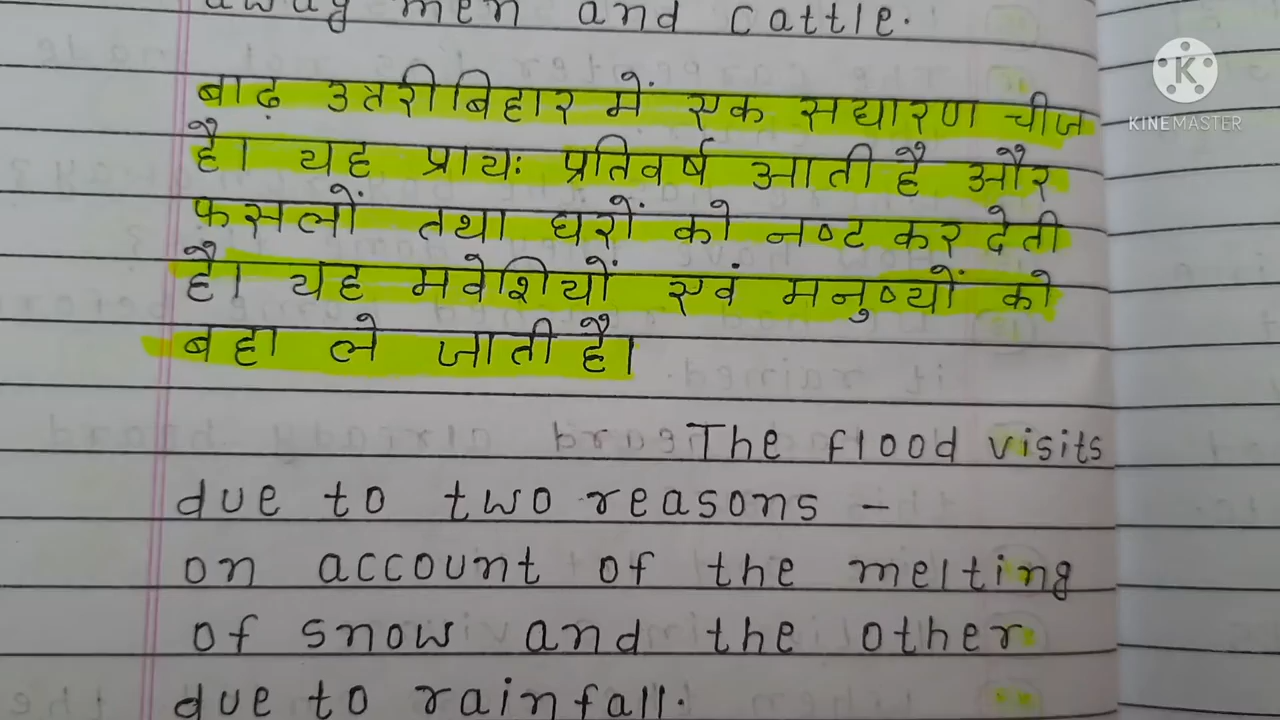 away men and cattle.
बाढ़ उतरी बिहार में एक सधारण चीज
है। यह प्रायः प्रतिवर्ष आती है और
फसलों तथा घरों को नष्ट कर देती
है। यह मवेशियों एवं मनुष्यों को
बहा ले जाती है।
The flood visits
due to two reasons -
on account of the melting
of snow and the other
due to rainfall.
KINEMASTER